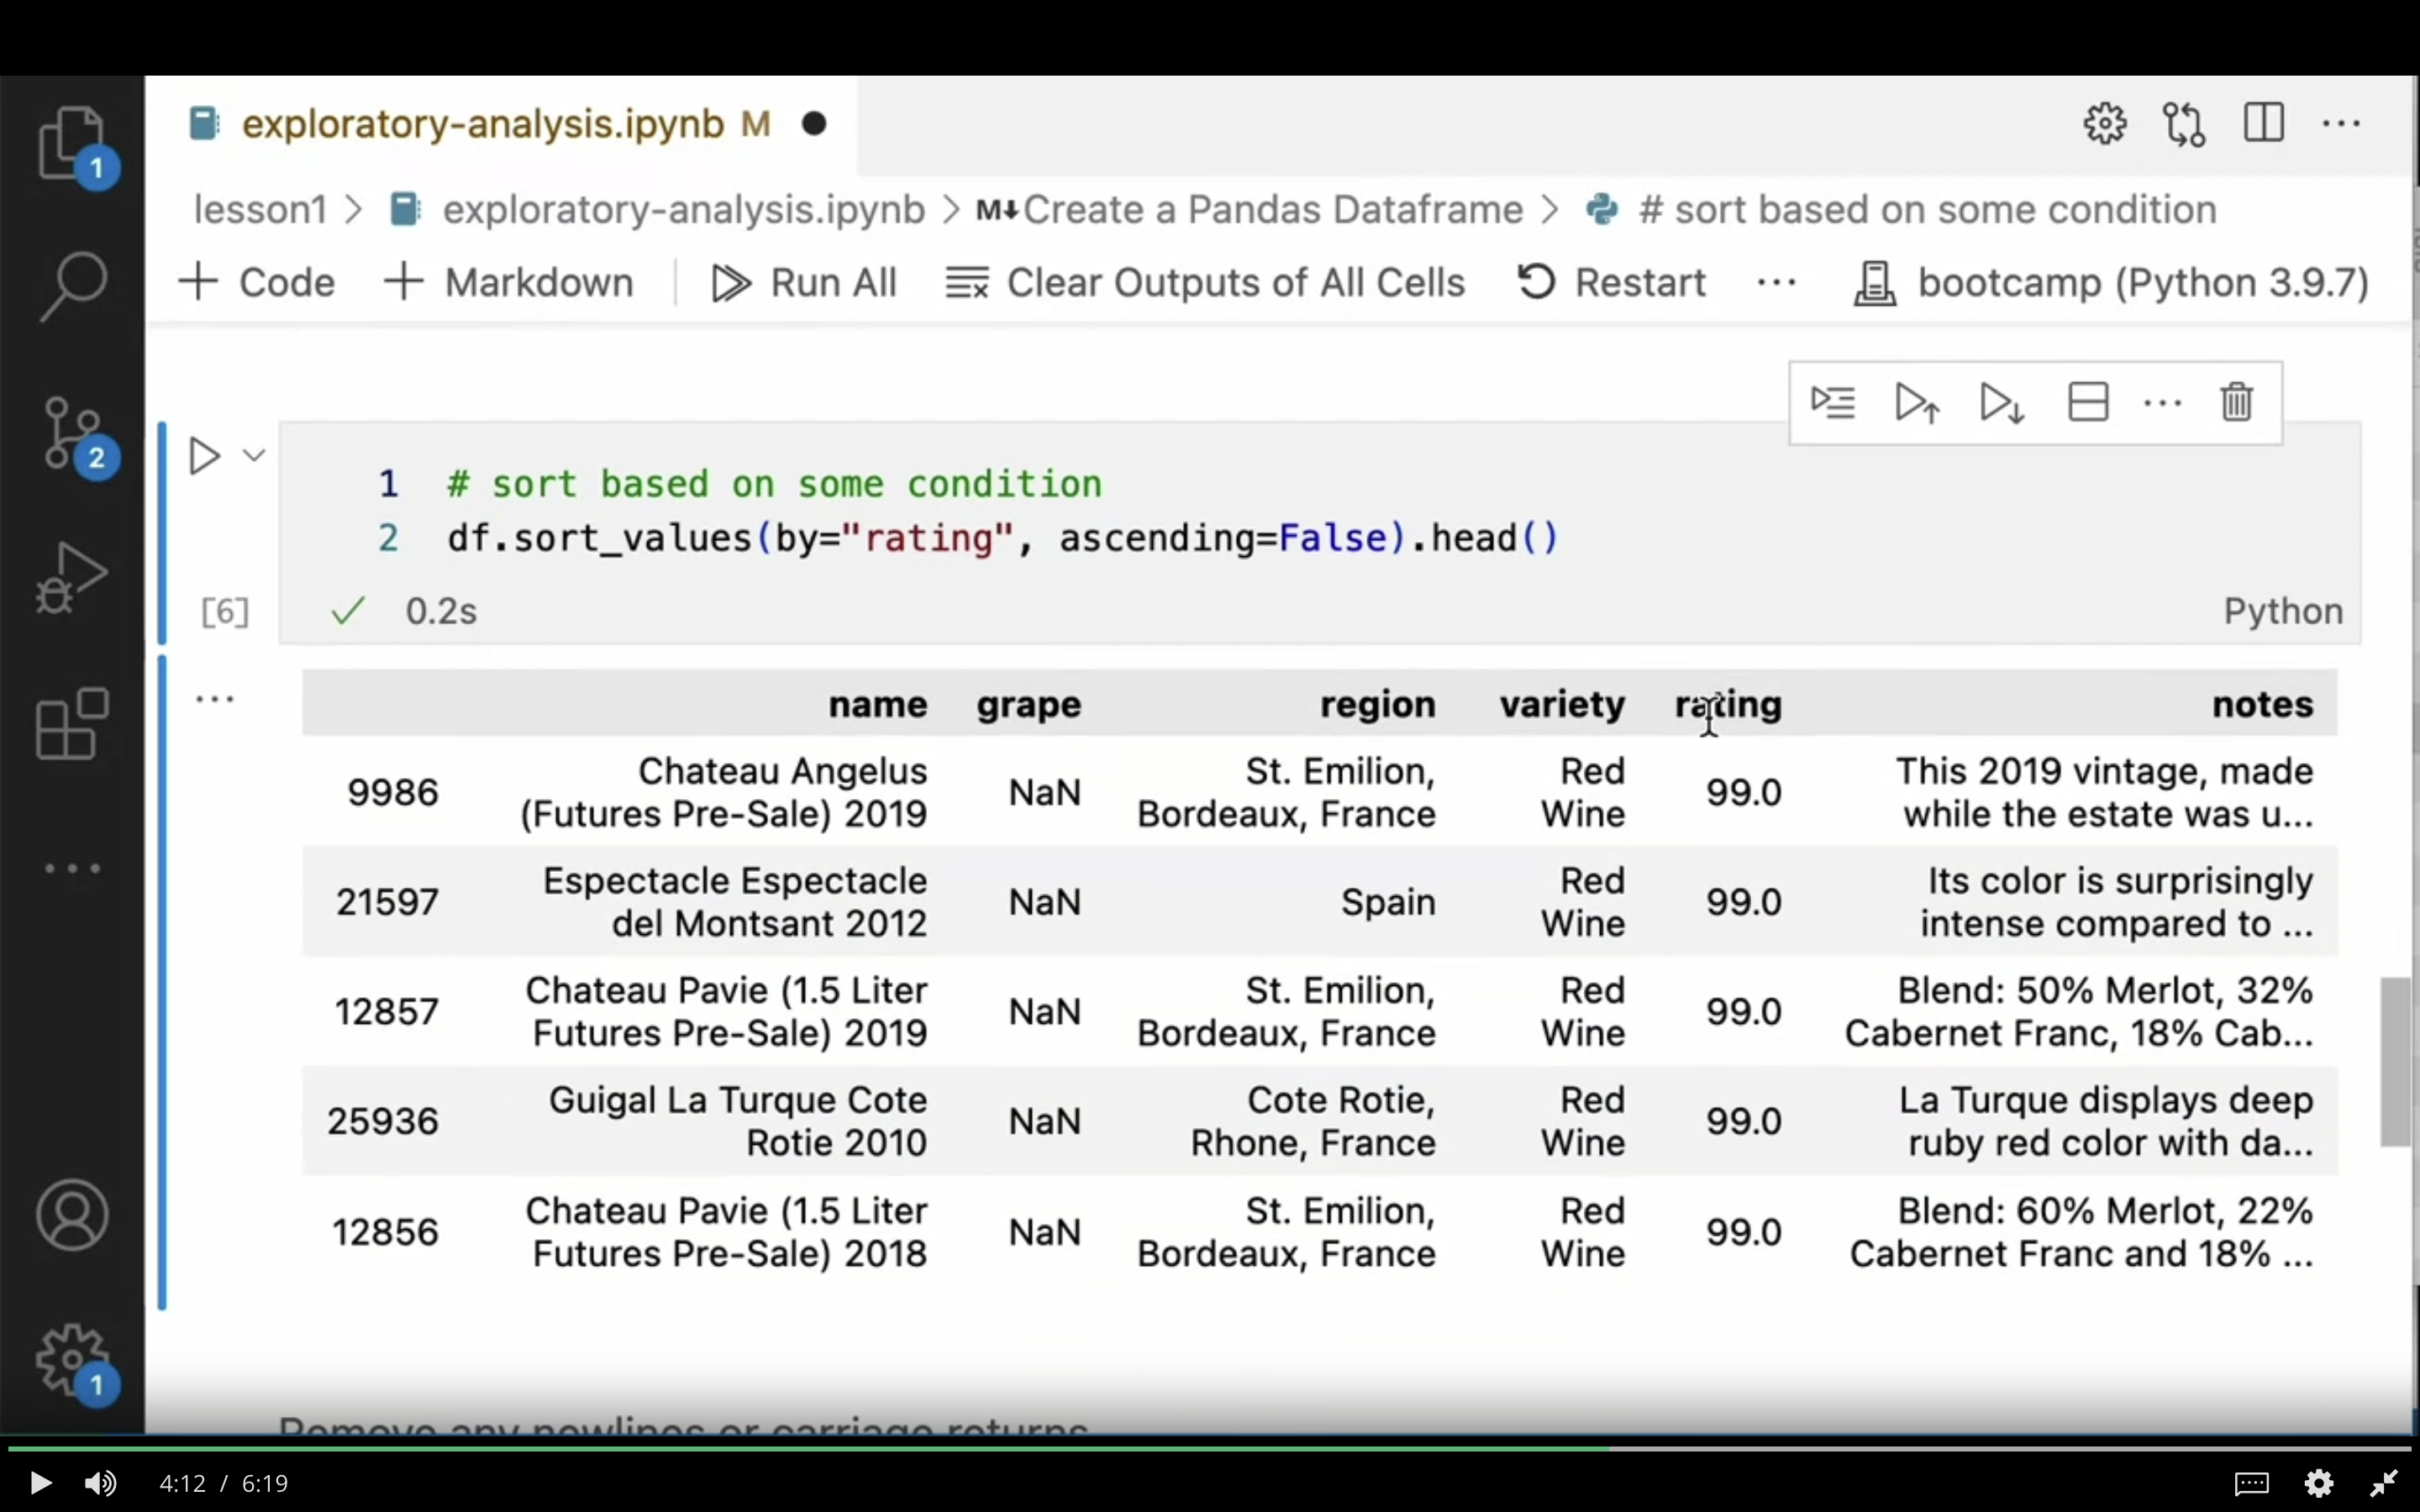 exploratory-analysis.ipynb M
lesson1 > exploratory-analysis.ipynb > M↓ Create a Pandas Dataframe > # sort based on some condition
+ Code + Markdown Run All Clear Outputs of All Cells Restart ... bootcamp (Python 3.9.7)
1
2
1
1 # sort based on some condition
2 df.sort_values(by="rating", ascending=False).head()
[6] 0.2s Python
name grape region variety rating notes
9986 Chateau Angelus (Futures Pre-Sale) 2019 NaN St. Emilion, Bordeaux, France Red Wine 99.0 This 2019 vintage, made while the estate was u...
21597 Espectacle Espectacle del Montsant 2012 NaN Spain Red Wine 99.0 Its color is surprisingly intense compared to ...
12857 Chateau Pavie (1.5 Liter Futures Pre-Sale) 2019 NaN St. Emilion, Bordeaux, France Red Wine 99.0 Blend: 50% Merlot, 32% Cabernet Franc, 18% Cab...
25936 Guigal La Turque Cote Rotie 2010 NaN Cote Rotie, Rhone, France Red Wine 99.0 La Turque displays deep ruby red color with da...
12856 Chateau Pavie (1.5 Liter Futures Pre-Sale) 2018 NaN St. Emilion, Bordeaux, France Red Wine 99.0 Blend: 60% Merlot, 22% Cabernet Franc and 18% ...
Remove any newlines or carriage returns
4:12 / 6:19